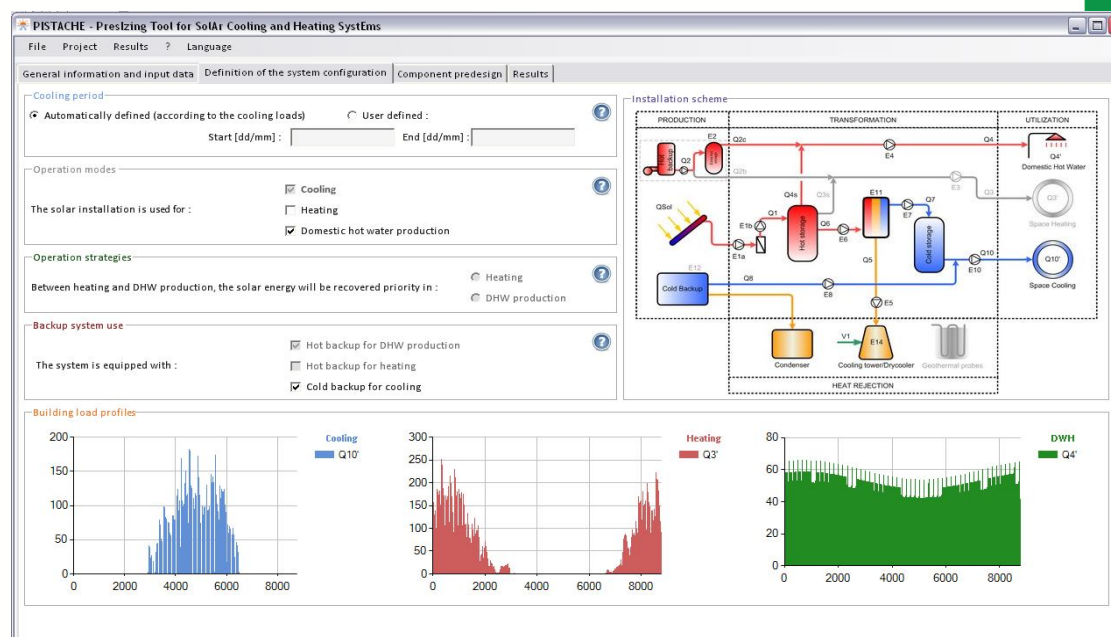 PISTACHE - PresIzing Tool for SolAr Cooling and Heating SystEms
File Project Results ? Language
General information and input data Definition of the system configuration Component predesign Results
Cooling period
Automatically defined (according to the cooling loads) User defined :
Start [dd/mm] : End [dd/mm] :
Operation modes
Cooling
The solar installation is used for :
Heating
Domestic hot water production
Operation strategies
Between heating and DHW production, the solar energy will be recovered priority in :
Heating
DHW production
Backup system use
Hot backup for DHW production
The system is equipped with :
Hot backup for heating
Cold backup for cooling
Installation scheme
PRODUCTION TRANSFORMATION UTILIZATION
Hot backup
Q2
E2
Q2c
E4
Q4
Q4'
Domestic Hot Water
Q2b
Q3s
E3
Q3
Q3'
Space Heating
QSol
E1a
E1b
Q1
Q4s
Hot storage
Q6
E6
E11
E7
Q7
Cold storage
Q5
E10
Q10
Q10'
Space Cooling
E12
Cold Backup
Q8
E8
E5
V1
E14
Condenser
Cooling tower/Drycooler
Geothermal probes
HEAT REJECTION
Building load profiles
Cooling
Q10'
200
150
100
50
0
0 2000 4000 6000 8000
Heating
Q3'
300
250
200
150
100
50
0
0 2000 4000 6000 8000
DWH
Q4'
80
60
40
20
0
0 2000 4000 6000 8000